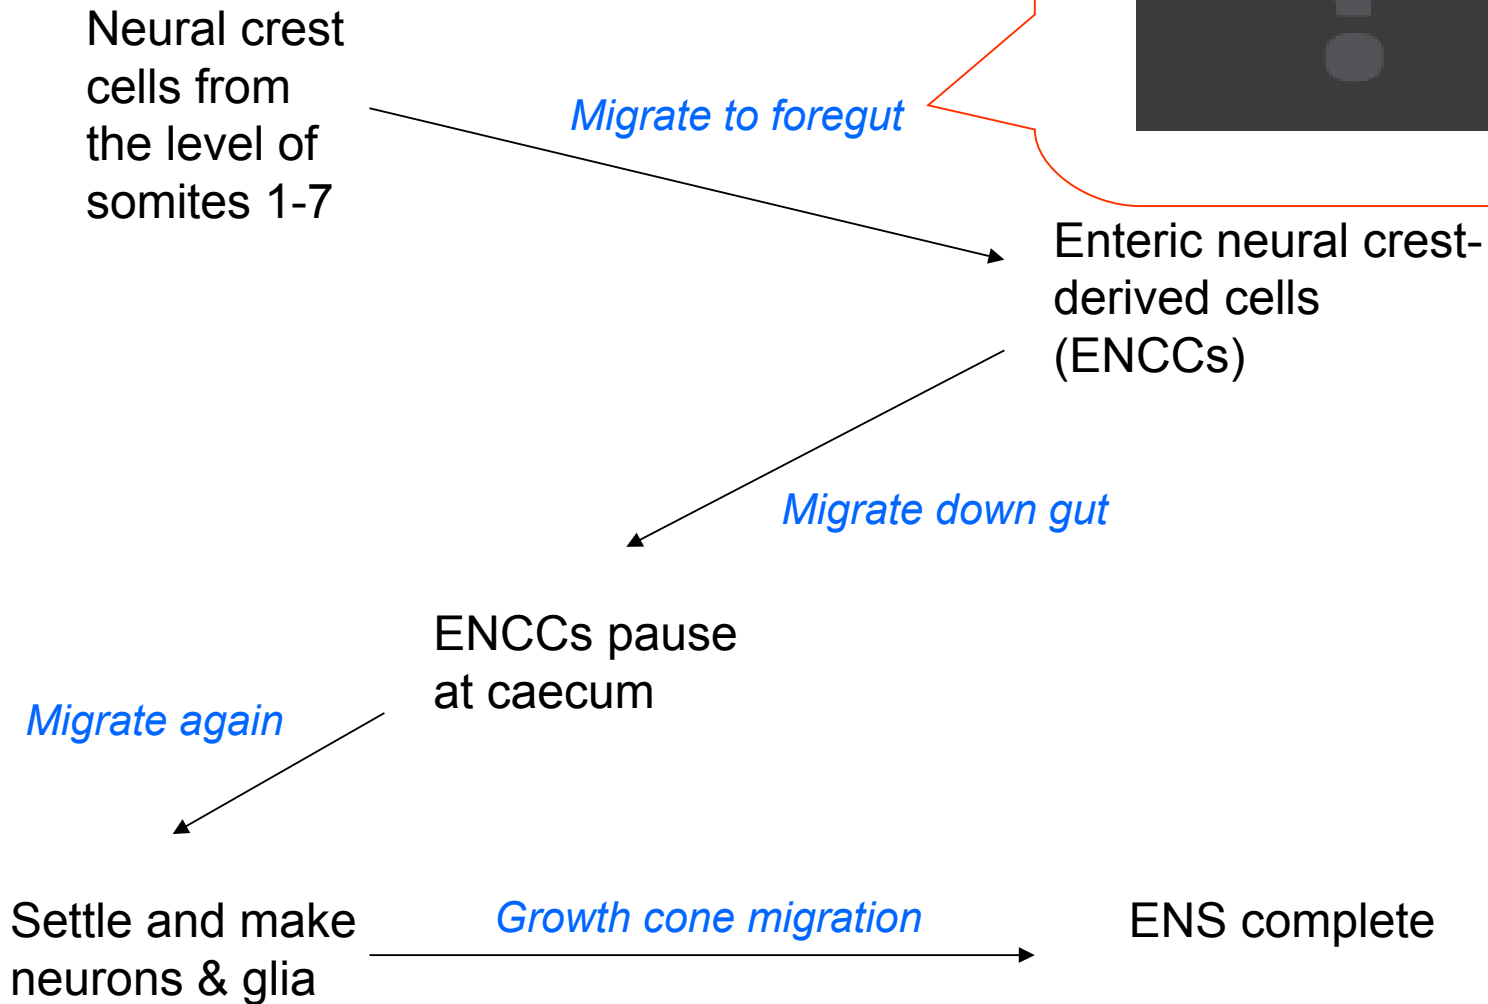 Neural crest
cells from
the level of
somites 1-7
Migrate to foregut
Enteric neural crest-
derived cells
(ENCCs)
Migrate down gut
ENCCs pause
at caecum
Migrate again
Settle and make
neurons & glia
Growth cone migration
ENS complete